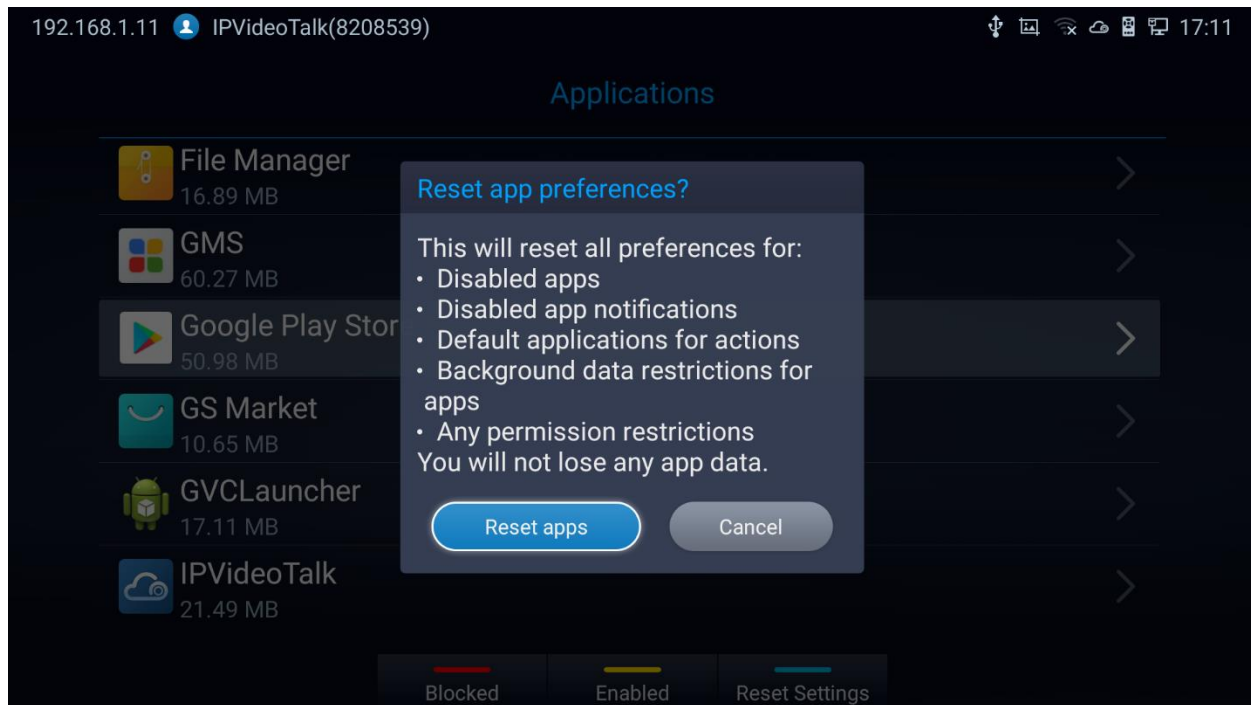 192.168.1.11 IPVideoTalk(8208539) 17:11
Applications
File Manager
16.89 MB
GMS
60.27 MB
Google Play Stor
50.98 MB
GS Market
10.65 MB
GVCLauncher
17.11 MB
IPVideoTalk
21.49 MB
Reset app preferences?
This will reset all preferences for:
• Disabled apps
• Disabled app notifications
• Default applications for actions
• Background data restrictions for
apps
• Any permission restrictions
You will not lose any app data.
Reset apps Cancel
Blocked Enabled Reset Settings